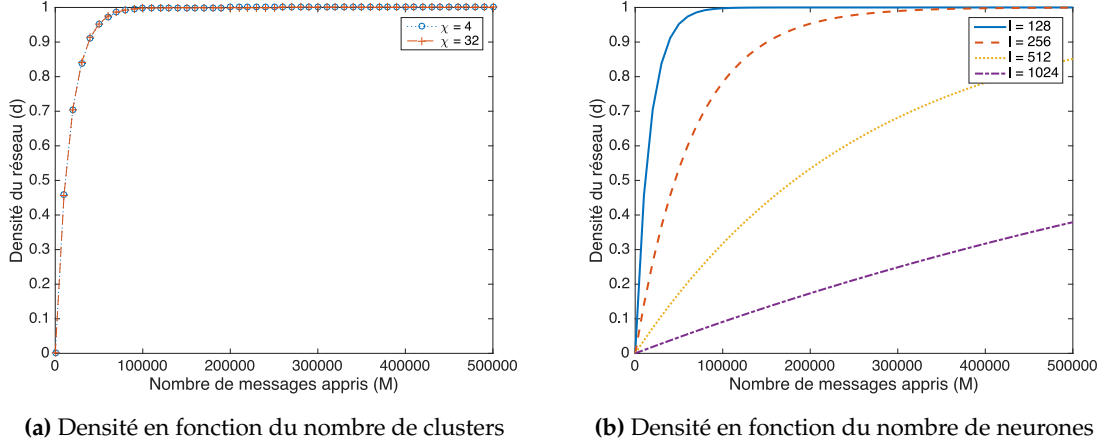 1
0.9
0.8
0.7
0.6
0.5
0.4
0.3
0.2
0.1
0
Densité du réseau (d)
χ = 4
χ = 32
0 100000 200000 300000 400000 500000
Nombre de messages appris (M)
(a) Densité en fonction du nombre de clusters
1
0.9
0.8
0.7
0.6
0.5
0.4
0.3
0.2
0.1
0
Densité du réseau (d)
l = 128
l = 256
l = 512
l = 1024
0 100000 200000 300000 400000 500000
Nombre de messages appris (M)
(b) Densité en fonction du nombre de neurones